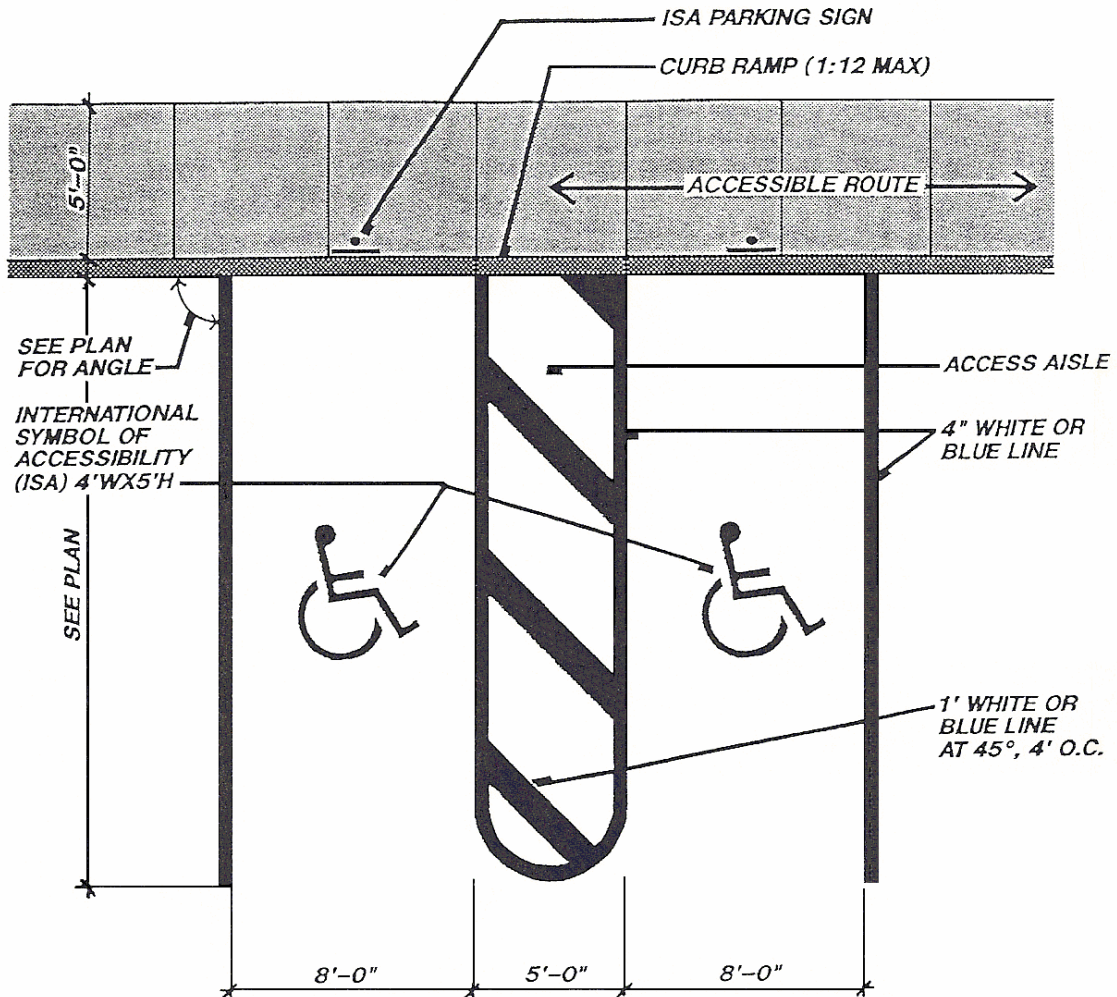 ISA PARKING SIGN
CURB RAMP (1:12 MAX)
5'-0"
ACCESSIBLE ROUTE
SEE PLAN
FOR ANGLE
ACCESS AISLE
INTERNATIONAL
SYMBOL OF
ACCESSIBILITY
(ISA) 4'WX5'H
4" WHITE OR
BLUE LINE
SEE PLAN
1' WHITE OR
BLUE LINE
AT 45°, 4' O.C.
8'-0"
5'-0"
8'-0"